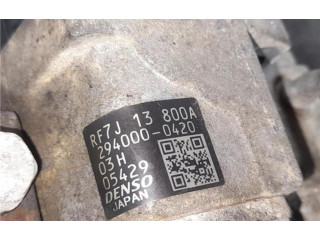 RF7J 13 800A
294000-0420
03H
05429
DENSO
JAPAN